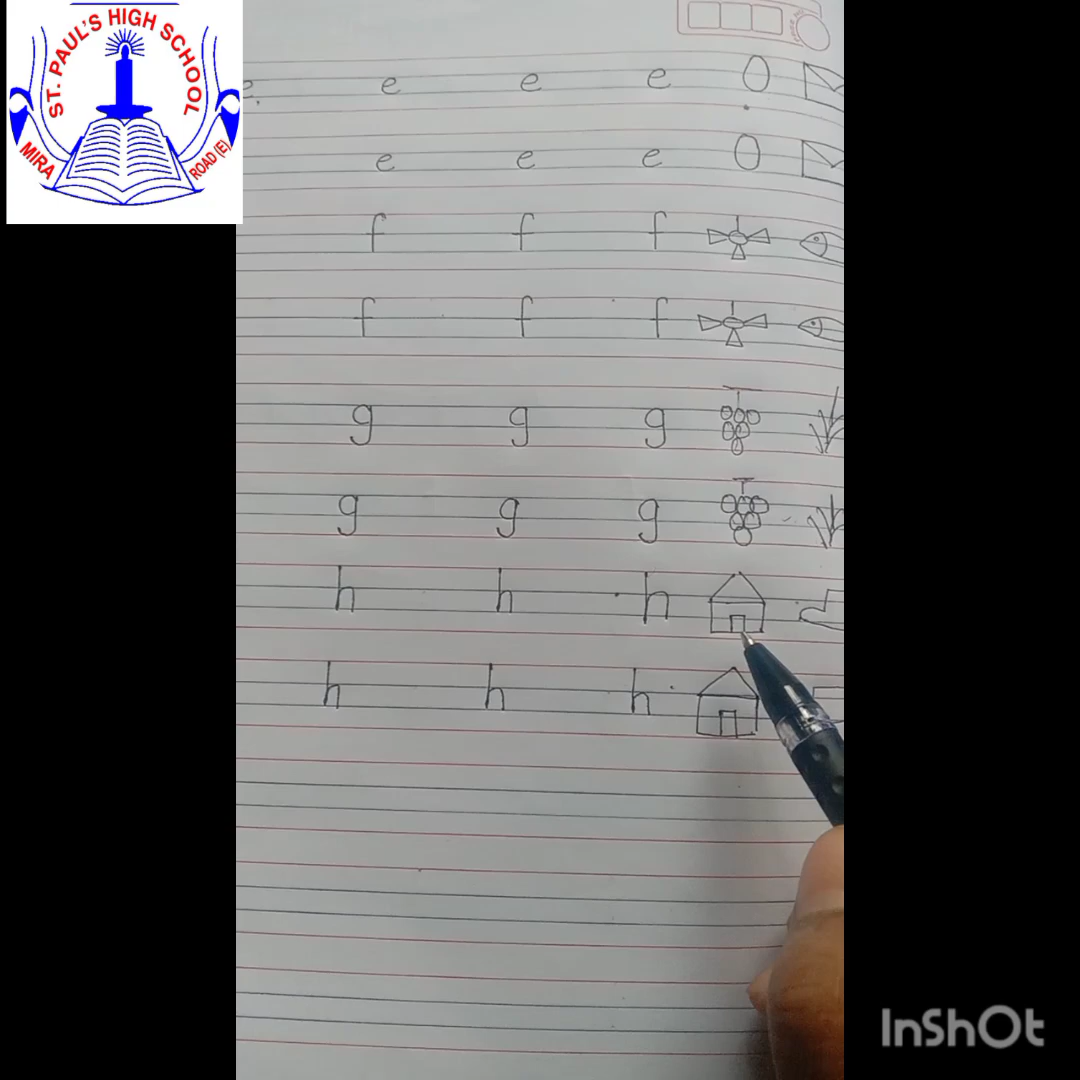 ST. PAUL'S HIGH SCHOOL
MIRA ROAD (E)
e e e e
e e e
f f f
f f f
g g g
g g g
h h h
h h h
InShOt